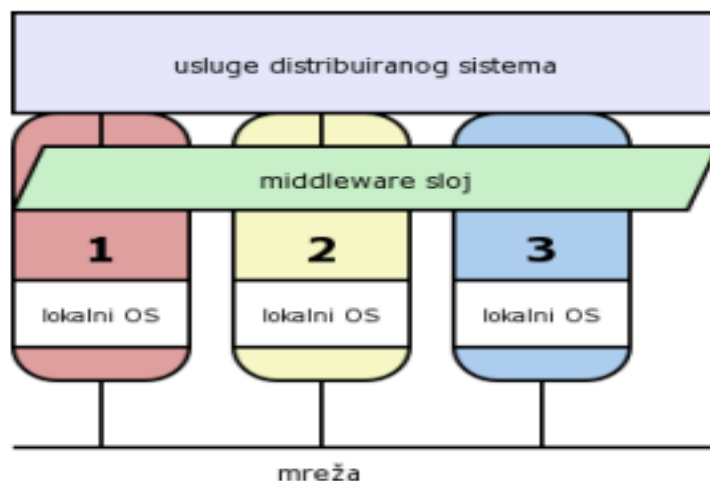 usluge distribuiranog sistema
middleware sloj
1 2 3
lokalni OS lokalni OS lokalni OS
mreža